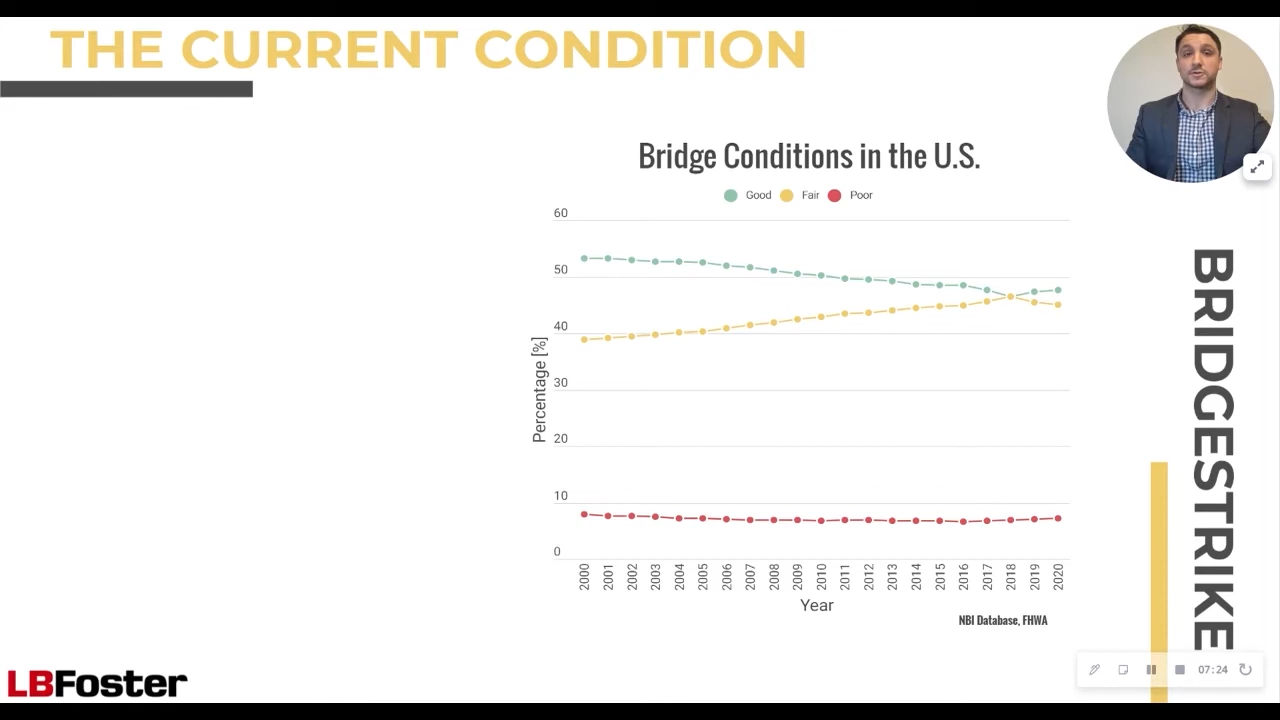 THE CURRENT CONDITION
Bridge Conditions in the U.S.
Good Fair Poor
60
50
40
30
20
10
0
Percentage [%]
2000 2001 2002 2003 2004 2005 2006 2007 2008 2009 2010 2011 2012 2013 2014 2015 2016 2017 2018 2019 2020
Year
NBI Database, FHWA
BRIDGESTRIKE
LBFoster
07:24